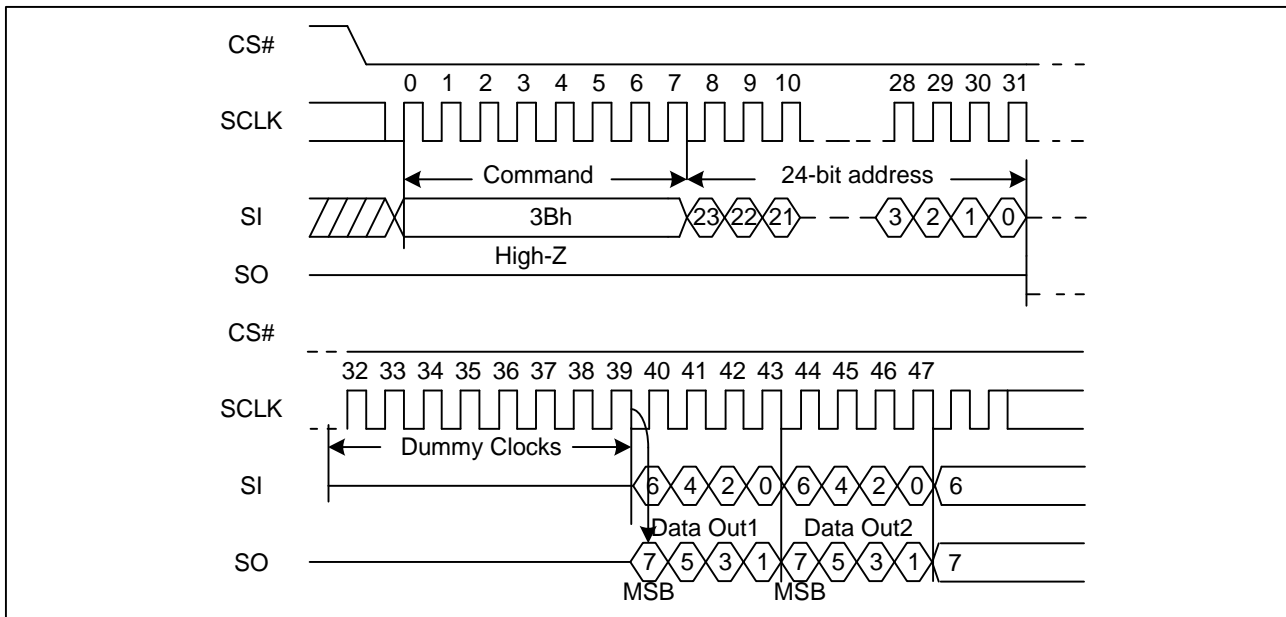 CS#
0 1 2 3 4 5 6 7 8 9 10 28 29 30 31
SCLK
Command 24-bit address
SI 3Bh 23 22 21 3 2 1 0
High-Z
SO
CS#
32 33 34 35 36 37 38 39 40 41 42 43 44 45 46 47
SCLK
Dummy Clocks
SI 6 4 2 0 6 4 2 0 6
Data Out1 Data Out2
SO 7 5 3 1 7 5 3 1 7
MSB MSB